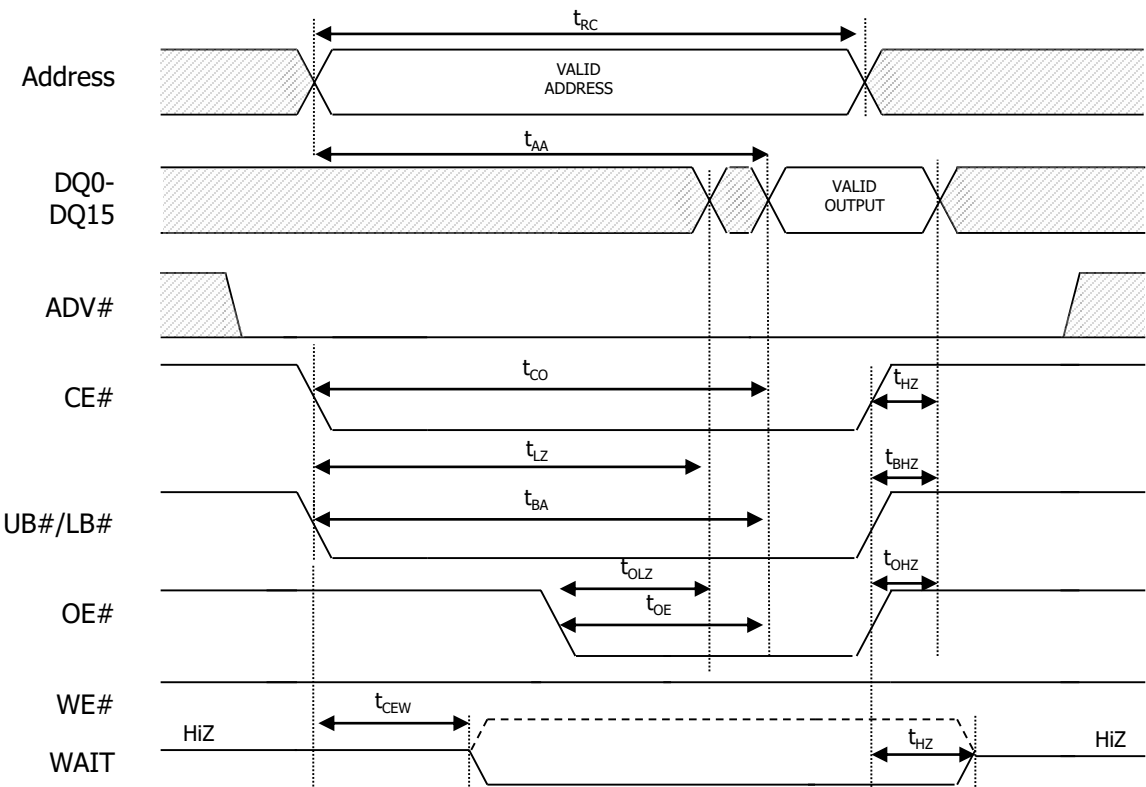 tRC
Address
VALID
ADDRESS
tAA
DQ0-
DQ15
VALID
OUTPUT
ADV#
tCO
tHZ
CE#
tLZ
tBHZ
tBA
UB#/LB#
tOLZ
tOHZ
OE#
tOE
WE#
tCEW
HiZ
tHZ
HiZ
WAIT